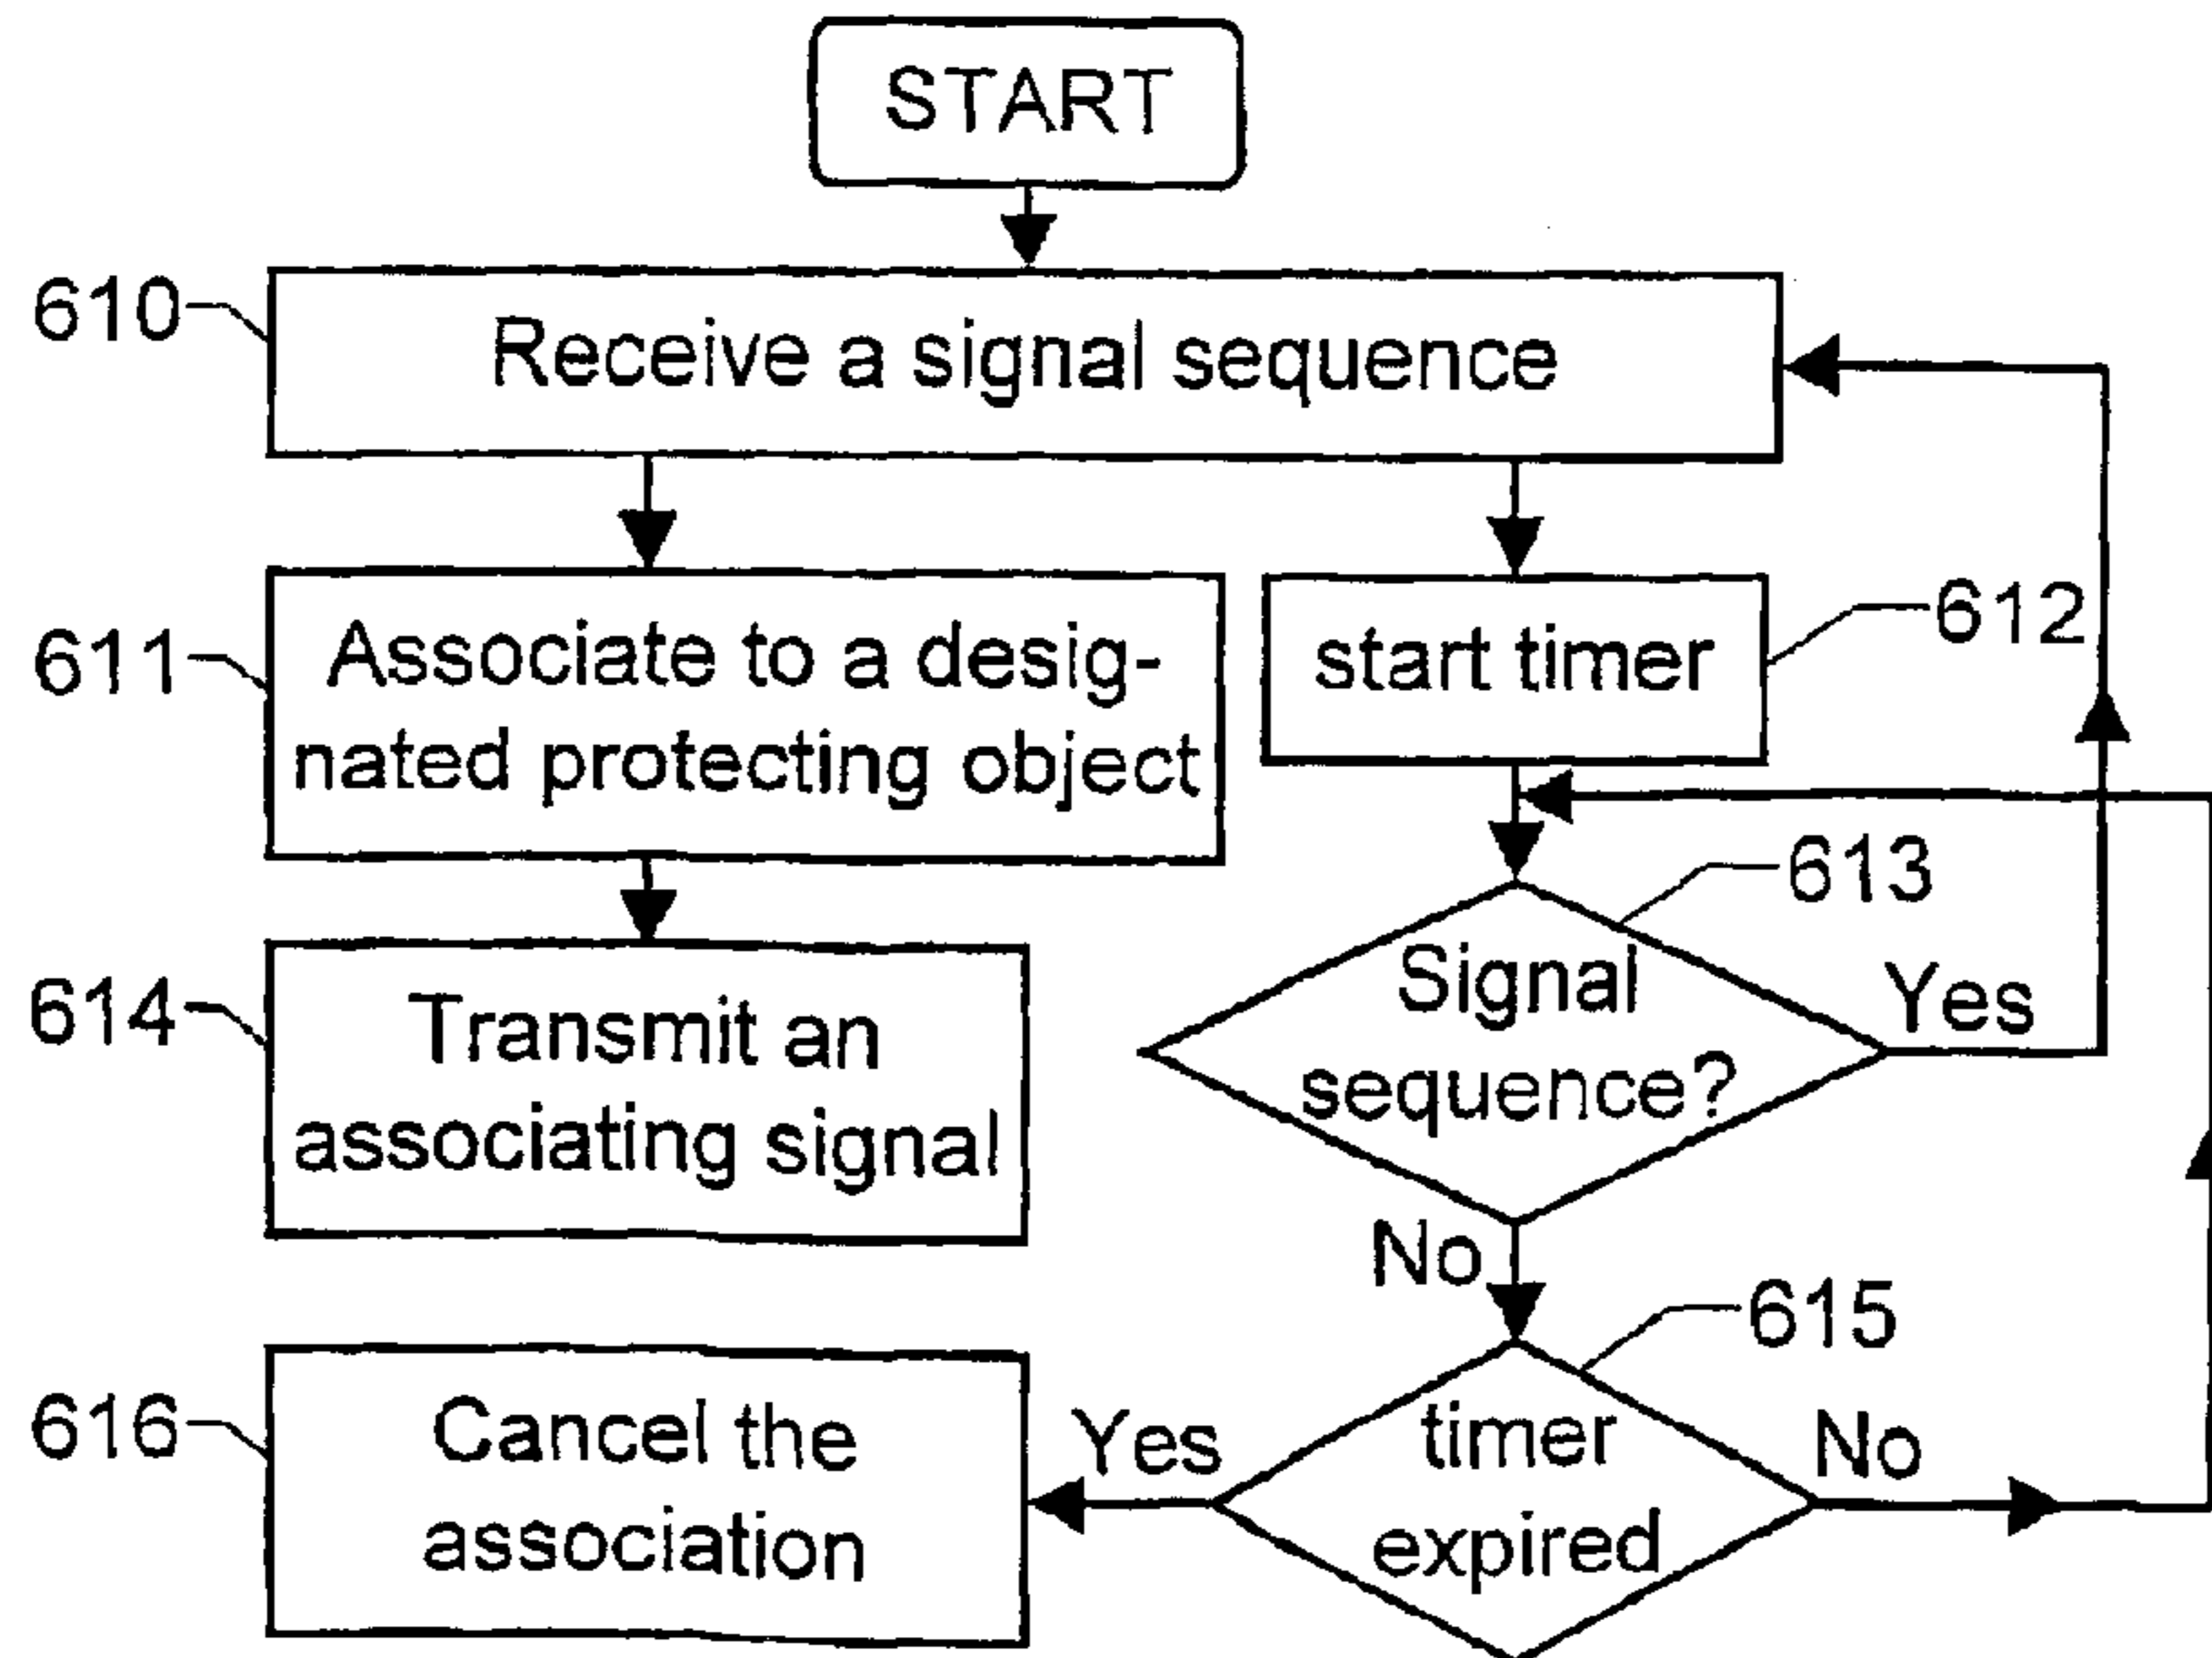 START
610
Receive a signal sequence
611
Associate to a desig-
nated protecting object
start timer
612
613
Signal
sequence?
Yes
614
Transmit an
associating signal
No
615
616
Cancel the
association
Yes
timer
expired
No